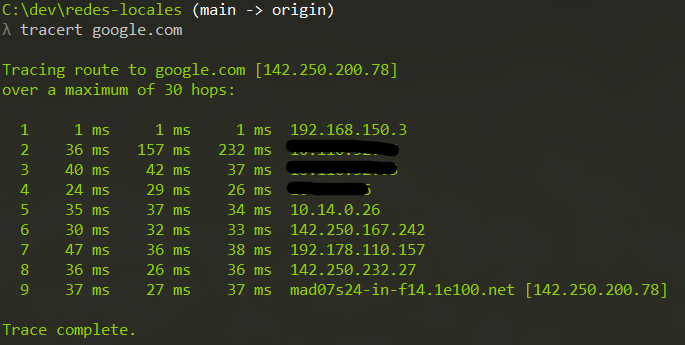 C:\dev\redes-locales (main -> origin)
λ tracert google.com
Tracing route to google.com [142.250.200.78]
over a maximum of 30 hops:
1 1 ms 1 ms 1 ms 192.168.150.3
2 36 ms 157 ms 232 ms
3 40 ms 42 ms 37 ms
4 24 ms 29 ms 26 ms
5 35 ms 37 ms 34 ms 10.14.0.26
6 30 ms 32 ms 33 ms 142.250.167.242
7 47 ms 36 ms 38 ms 192.178.110.157
8 36 ms 26 ms 36 ms 142.250.232.27
9 37 ms 27 ms 37 ms mad07s24-in-f14.1e100.net [142.250.200.78]
Trace complete.